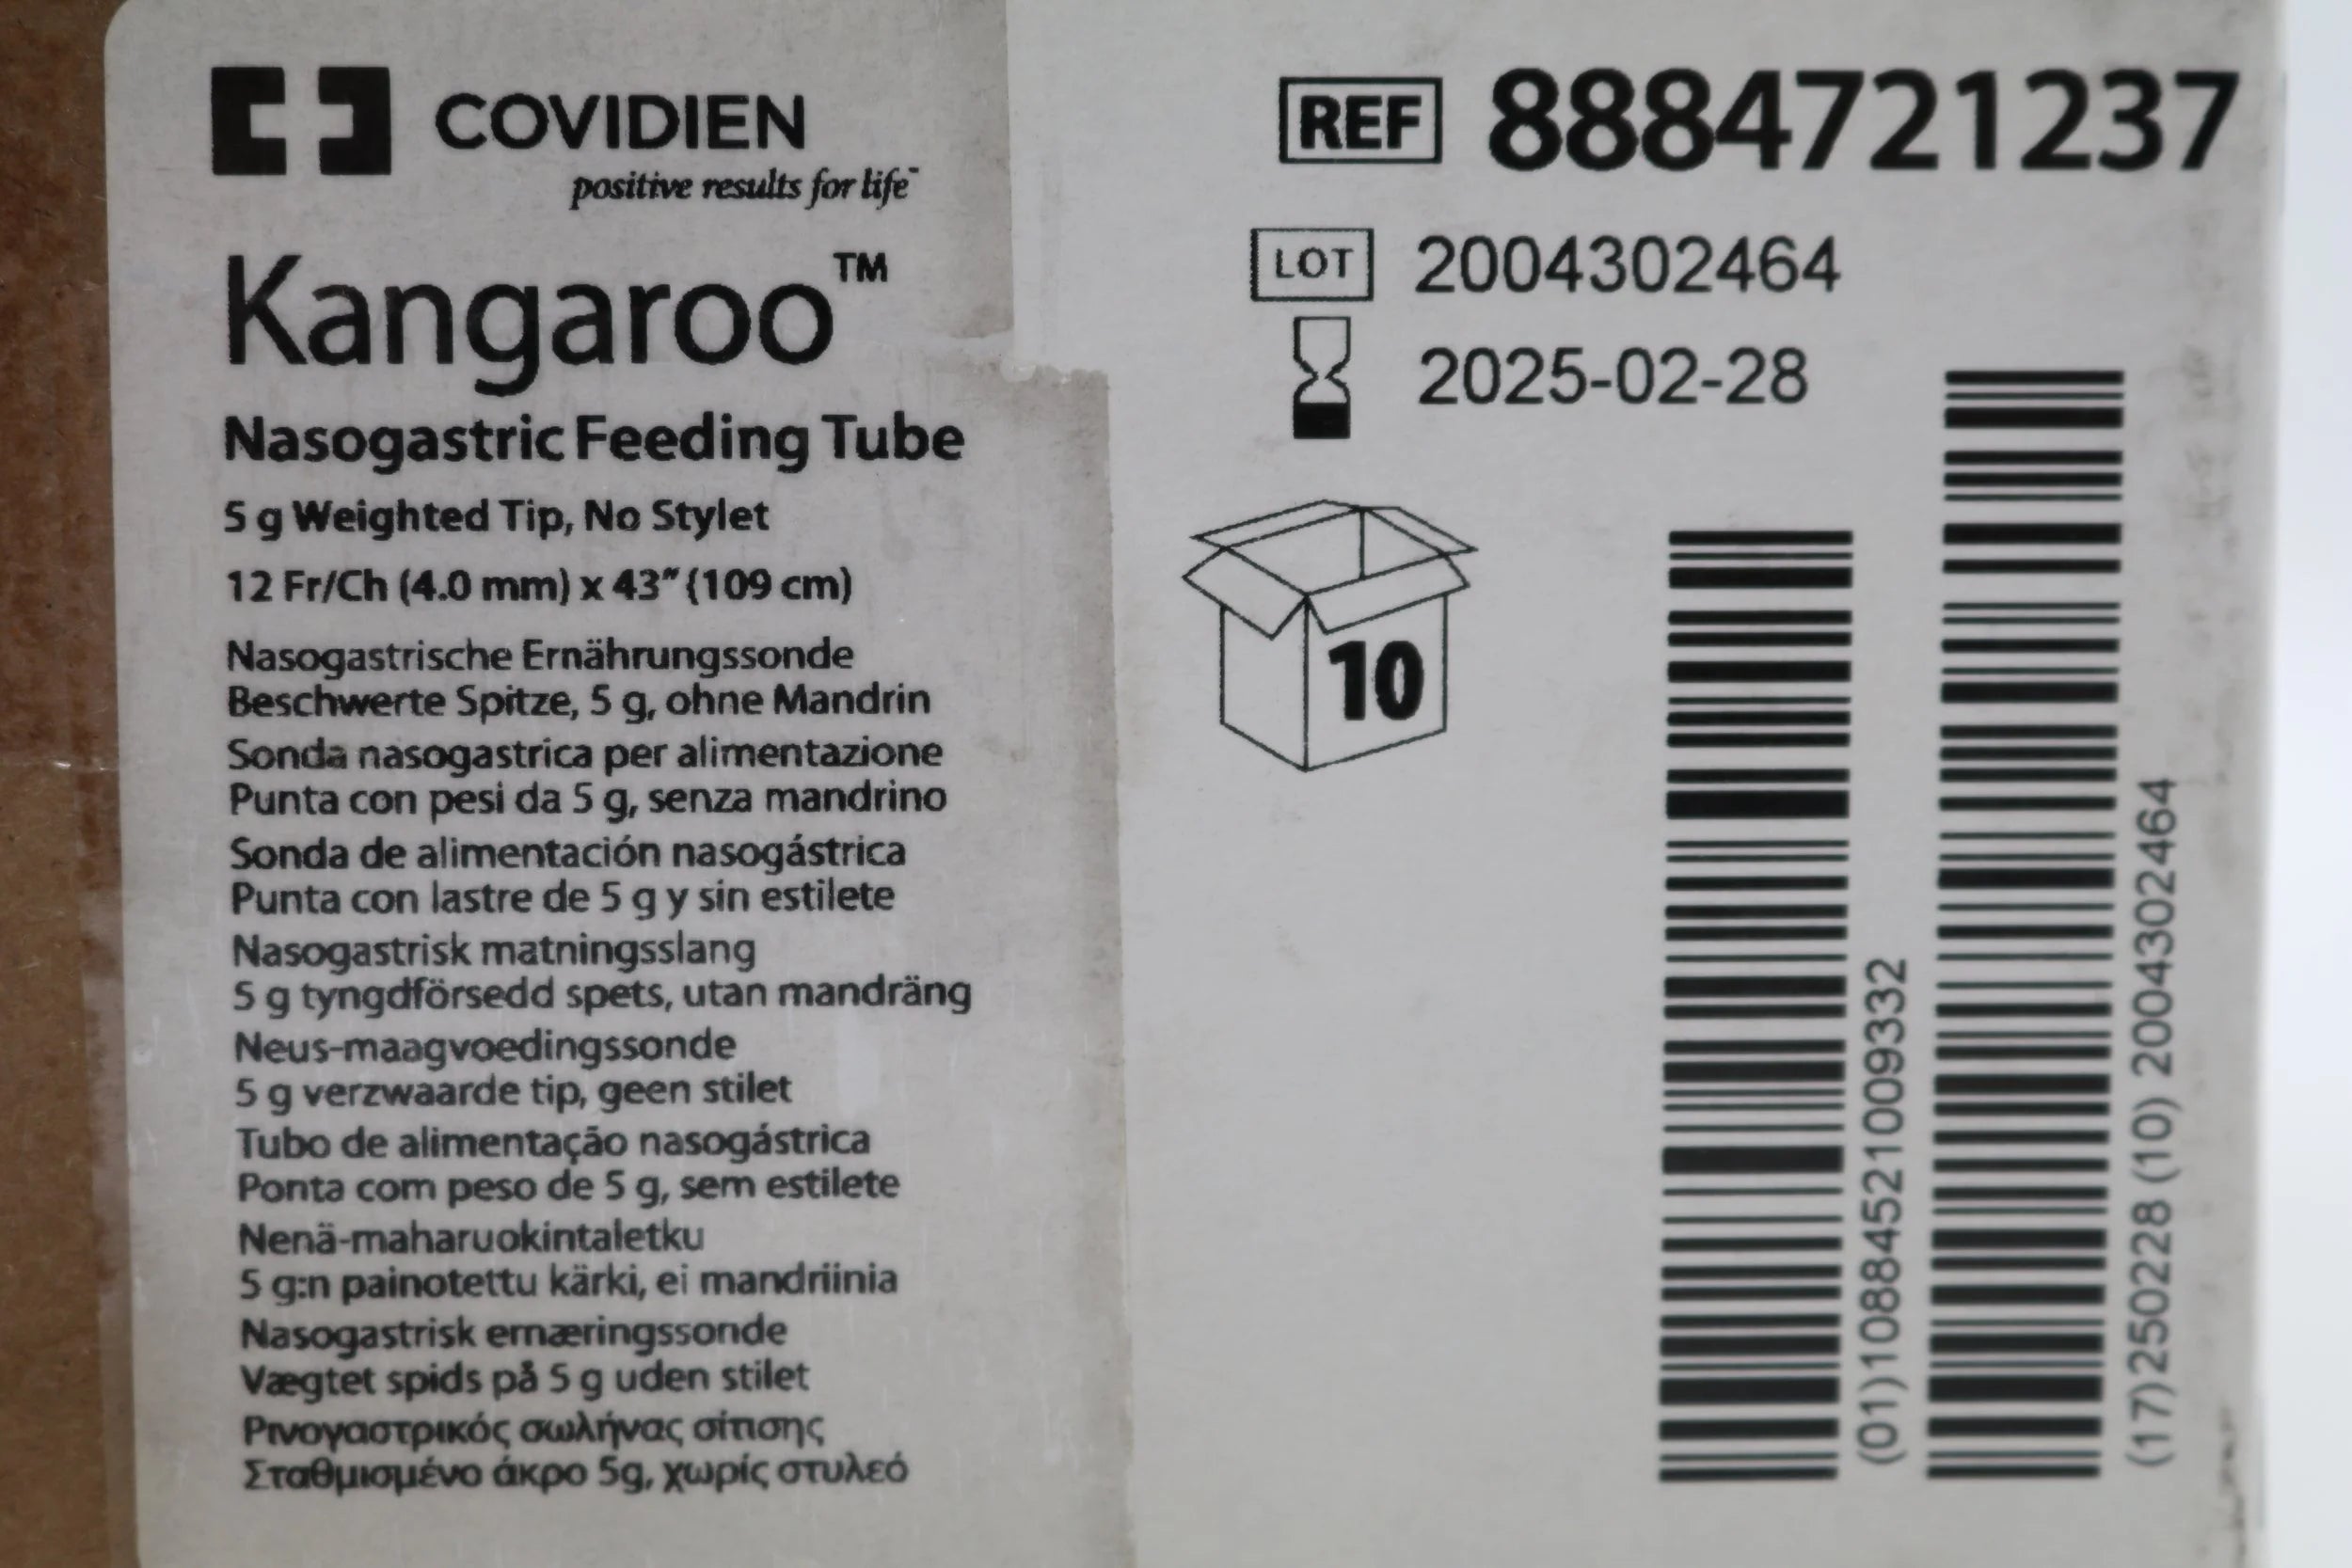 COVIDIEN
positive results for life™
Kangaroo™
Nasogastric Feeding Tube
5 g Weighted Tip, No Stylet
12 Fr/Ch (4.0 mm) x 43” (109 cm)
Nasogastrische Ernährungssonde
Beschwerte Spitze, 5 g, ohne Mandrin
Sonda nasogastrica per alimentazione
Punta con pesi da 5 g, senza mandrino
Sonda de alimentación nasogástrica
Punta con lastre de 5 g y sin estilete
Nasogastrisk matningsslang
5 g tyngdförsedd spets, utan mandräng
Neus-maagvoedingssonde
5 g verzwaarde tip, geen stilet
Tubo de alimentação nasogástrica
Ponta com peso de 5 g, sem estilete
Nenä-maharuokintaletku
5 g:n painotettu kärki, ei mandriinia
Nasogastrisk ernæringssonde
Vægtet spids på 5 g uden stilet
Ρινογαστρικός σωλήνας σίτισης
Σταθμισμένο άκρο 5g, χωρίς στυλεό
REF 8884721237
LOT 2004302464
2025-02-28
10
(01)10884521009332
(17)250228 (10) 2004302464